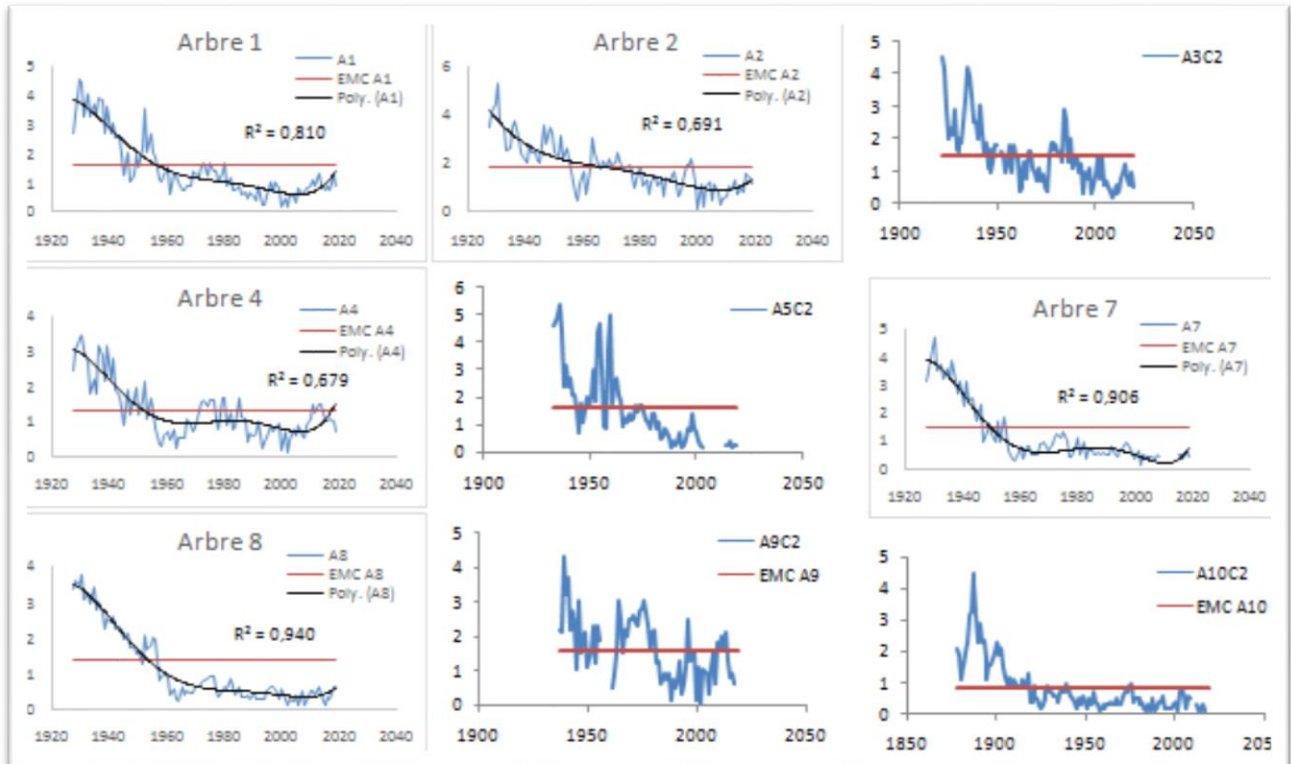 Arbre 1
A1
EMC A1
Poly. (A1)
R² = 0,810
5
4
3
2
1
0
1920 1940 1960 1980 2000 2020 2040
Arbre 2
A2
EMC A2
Poly. (A2)
R² = 0,691
6
4
2
0
1920 1940 1960 1980 2000 2020 2040
A3C2
5
4
3
2
1
0
1900 1950 2000 2050
Arbre 4
A4
EMC A4
Poly. (A4)
R² = 0,679
4
3
2
1
0
1920 1940 1960 1980 2000 2020 2040
A5C2
6
5
4
3
2
1
0
1900 1950 2000 2050
Arbre 7
A7
EMC A7
Poly. (A7)
R² = 0,906
5
4
3
2
1
0
1920 1940 1960 1980 2000 2020 2040
Arbre 8
A8
EMC A8
Poly. (A8)
R² = 0,940
4
3
2
1
0
1920 1940 1960 1980 2000 2020 2040
A9C2
EMC A9
5
4
3
2
1
0
1900 1950 2000 2050
A10C2
EMC A10
5
4
3
2
1
0
1850 1900 1950 2000 205